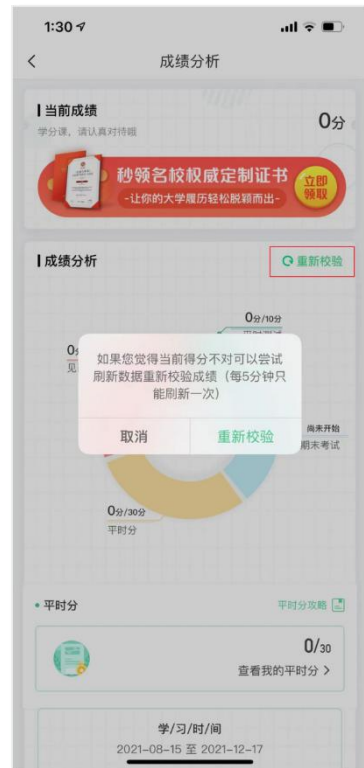 1:30
成绩分析
当前成绩
学分课，请认真对待哦
0分
秒领名校权威定制证书
-让你的大学履历轻松脱颖而出-
立即
领取
成绩分析
重新校验
0分/10分
如果您觉得当前得分不对可以尝试
刷新数据重新校验成绩（每5分钟只
能刷新一次）
取消
重新校验
尚未开始
期末考试
0分/30分
平时分
平时分
平时分攻略
0/30
查看我的平时分 >
学/习/时/间
2021-08-15 至 2021-12-17